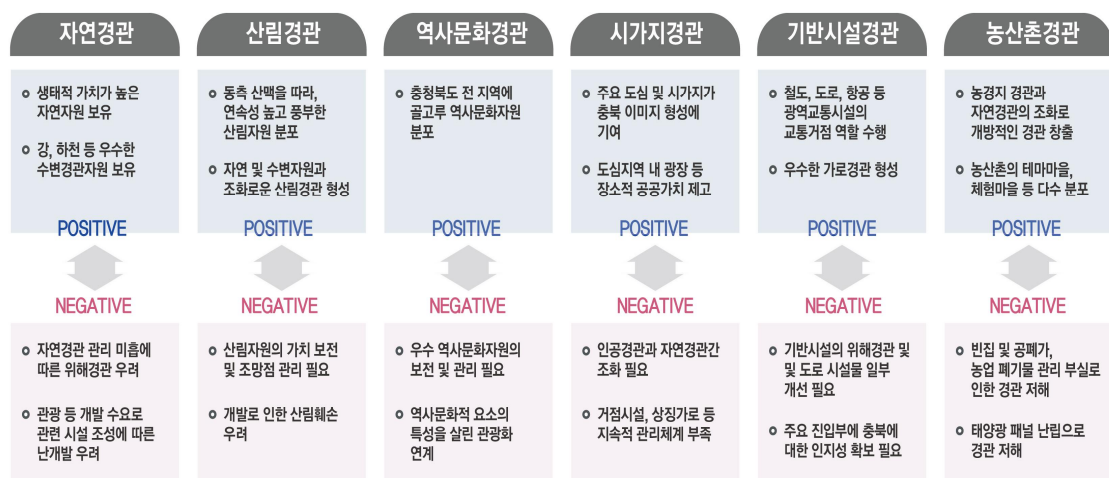 자연경관
산림경관
역사문화경관
시가지경관
기반시설경관
농산촌경관
생태적 가치가 높은
자연자원 보유
강, 하천 등 우수한
수변경관자원 보유
POSITIVE
NEGATIVE
자연경관 관리 미흡에
따른 위해경관 우려
관광 등 개발 수요로
관련 시설 조성에 따른
난개발 우려
동측 산맥을 따라,
연속성 높고 풍부한
산림자원 분포
자연 및 수변자원과
조화로운 산림경관 형성
POSITIVE
NEGATIVE
산림자원의 가치 보전
및 조망점 관리 필요
개발로 인한 산림훼손
우려
충청북도 전 지역에
골고루 역사문화자원
분포
POSITIVE
NEGATIVE
우수 역사문화자원의
보전 및 관리 필요
역사문화적 요소의
특성을 살린 관광화
연계
주요 도심 및 시가지가
충북 이미지 형성에
기여
도심지역 내 광장 등
장소적 공공가치 제고
POSITIVE
NEGATIVE
인공경관과 자연경관간
조화 필요
거점시설, 상징가로 등
지속적 관리체계 부족
철도, 도로, 항공 등
광역교통시설의
교통거점 역할 수행
우수한 가로경관 형성
POSITIVE
NEGATIVE
기반시설의 위해경관 및
및 도로 시설물 일부
개선 필요
주요 진입부에 충북에
대한 인지성 확보 필요
농경지 경관과
자연경관의 조화로
개방적인 경관 창출
농산촌의 테마마을,
체험마을 등 다수 분포
POSITIVE
NEGATIVE
빈집 및 공폐가,
농업 폐기물 관리 부실로
인한 경관 저해
태양광 패널 난립으로
경관 저해